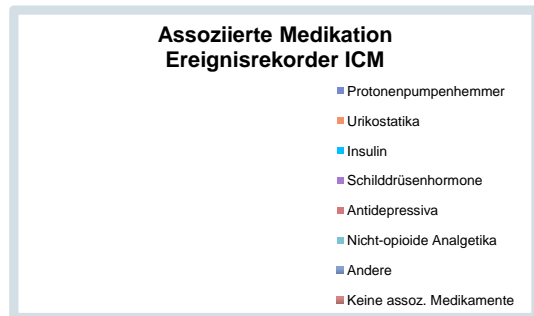 Assoziierte Medikation
Ereignisrekorder ICM
Protonenpumpenhemmer
Urikostatika
Insulin
Schilddrüsenhormone
Antidepressiva
Nicht-opioide Analgetika
Andere
Keine assoz. Medikamente